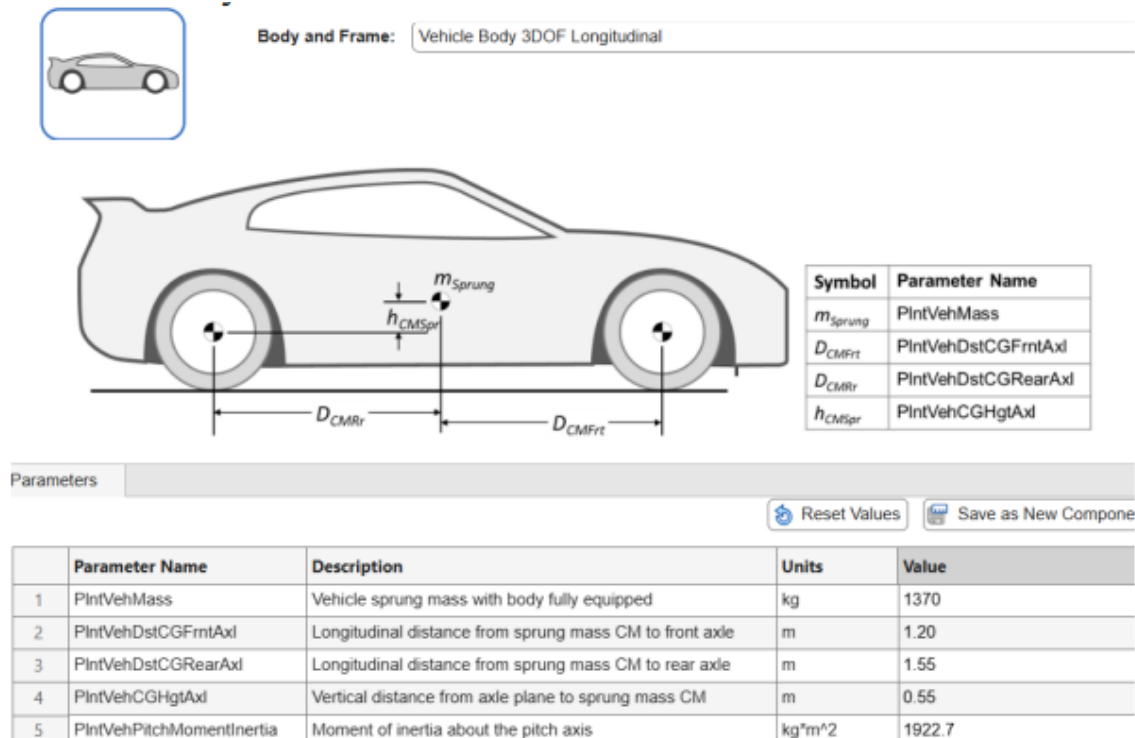 Body and Frame: Vehicle Body 3DOF Longitudinal
mSprung
hCMSpr
DCMRr
DCMFrt
Symbol Parameter Name
mSprung PlntVehMass
DCMFrt PlntVehDstCGFrntAxl
DCMRr PlntVehDstCGRearAxl
hCMSpr PlntVehCGHgtAxl
Parameters
Reset Values Save as New Compone
Parameter Name Description Units Value
1 PlntVehMass Vehicle sprung mass with body fully equipped kg 1370
2 PlntVehDstCGFrntAxl Longitudinal distance from sprung mass CM to front axle m 1.20
3 PlntVehDstCGRearAxl Longitudinal distance from sprung mass CM to rear axle m 1.55
4 PlntVehCGHgtAxl Vertical distance from axle plane to sprung mass CM m 0.55
5 PlntVehPitchMomentInertia Moment of inertia about the pitch axis kg*m^2 1922.7